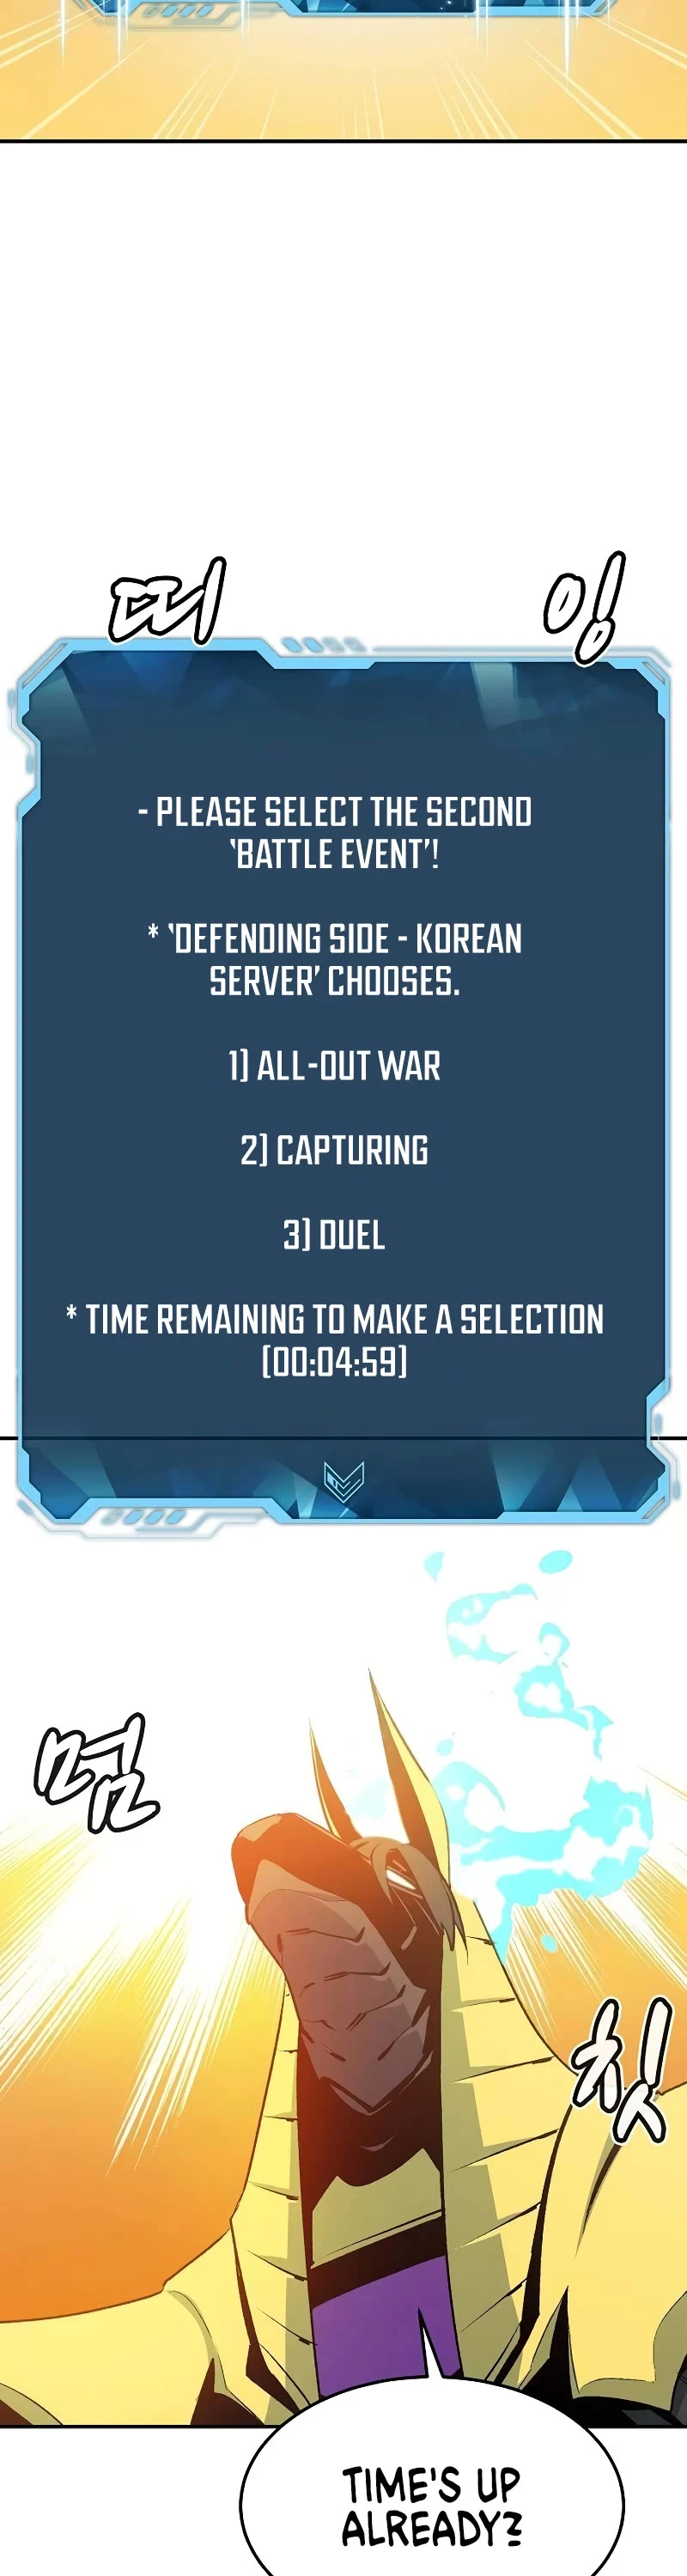 띠 잉
- PLEASE SELECT THE SECOND
'BATTLE EVENT'!
* 'DEFENDING SIDE - KOREAN
SERVER' CHOOSES.
1] ALL-OUT WAR
2] CAPTURING
3] DUEL
* TIME REMAINING TO MAKE A SELECTION
[00:04:59]
멈
칫
TIME'S UP
ALREADY?